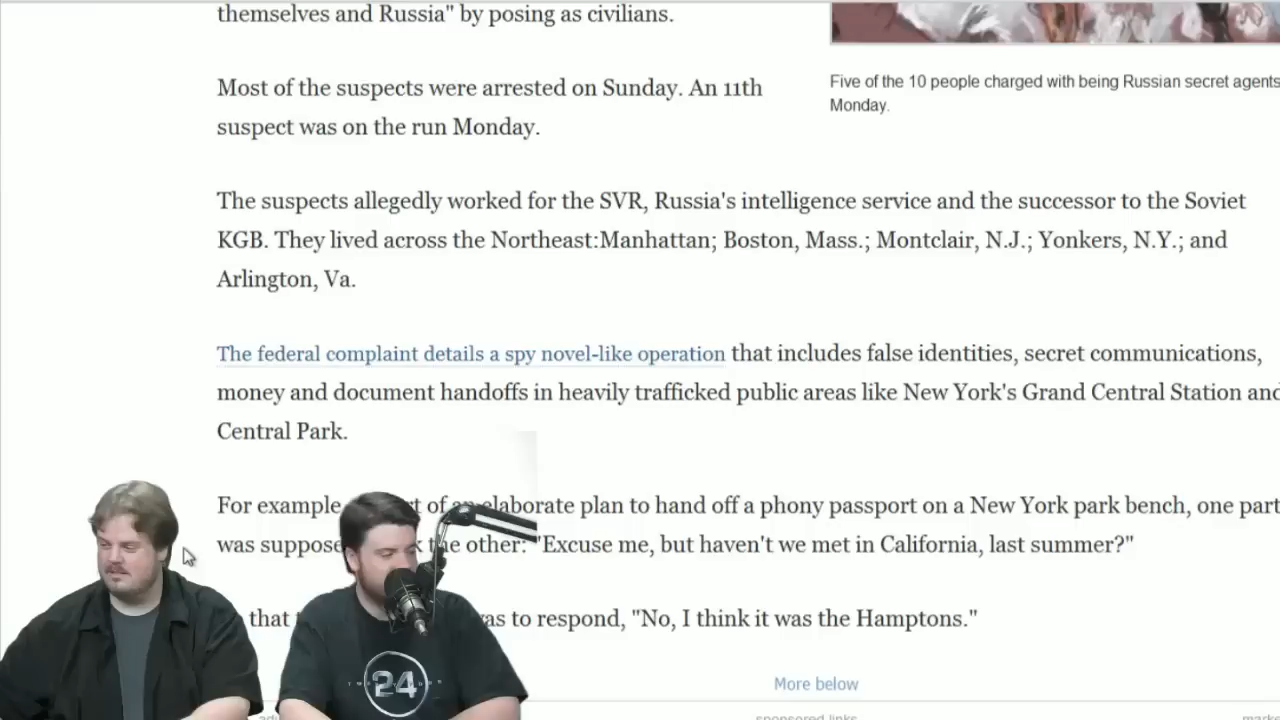 themselves and Russia" by posing as civilians.
Five of the 10 people charged with being Russian secret agents
Monday.
Most of the suspects were arrested on Sunday. An 11th
suspect was on the run Monday.
The suspects allegedly worked for the SVR, Russia's intelligence service and the successor to the Soviet
KGB. They lived across the Northeast:Manhattan; Boston, Mass.; Montclair, N.J.; Yonkers, N.Y.; and
Arlington, Va.
The federal complaint details a spy novel-like operation that includes false identities, secret communications,
money and document handoffs in heavily trafficked public areas like New York's Grand Central Station and
Central Park.
For example of an elaborate plan to hand off a phony passport on a New York park bench, one part
was suppose the other: "Excuse me, but haven't we met in California, last summer?"
that was to respond, "No, I think it was the Hamptons."
More below
sponsored links
24